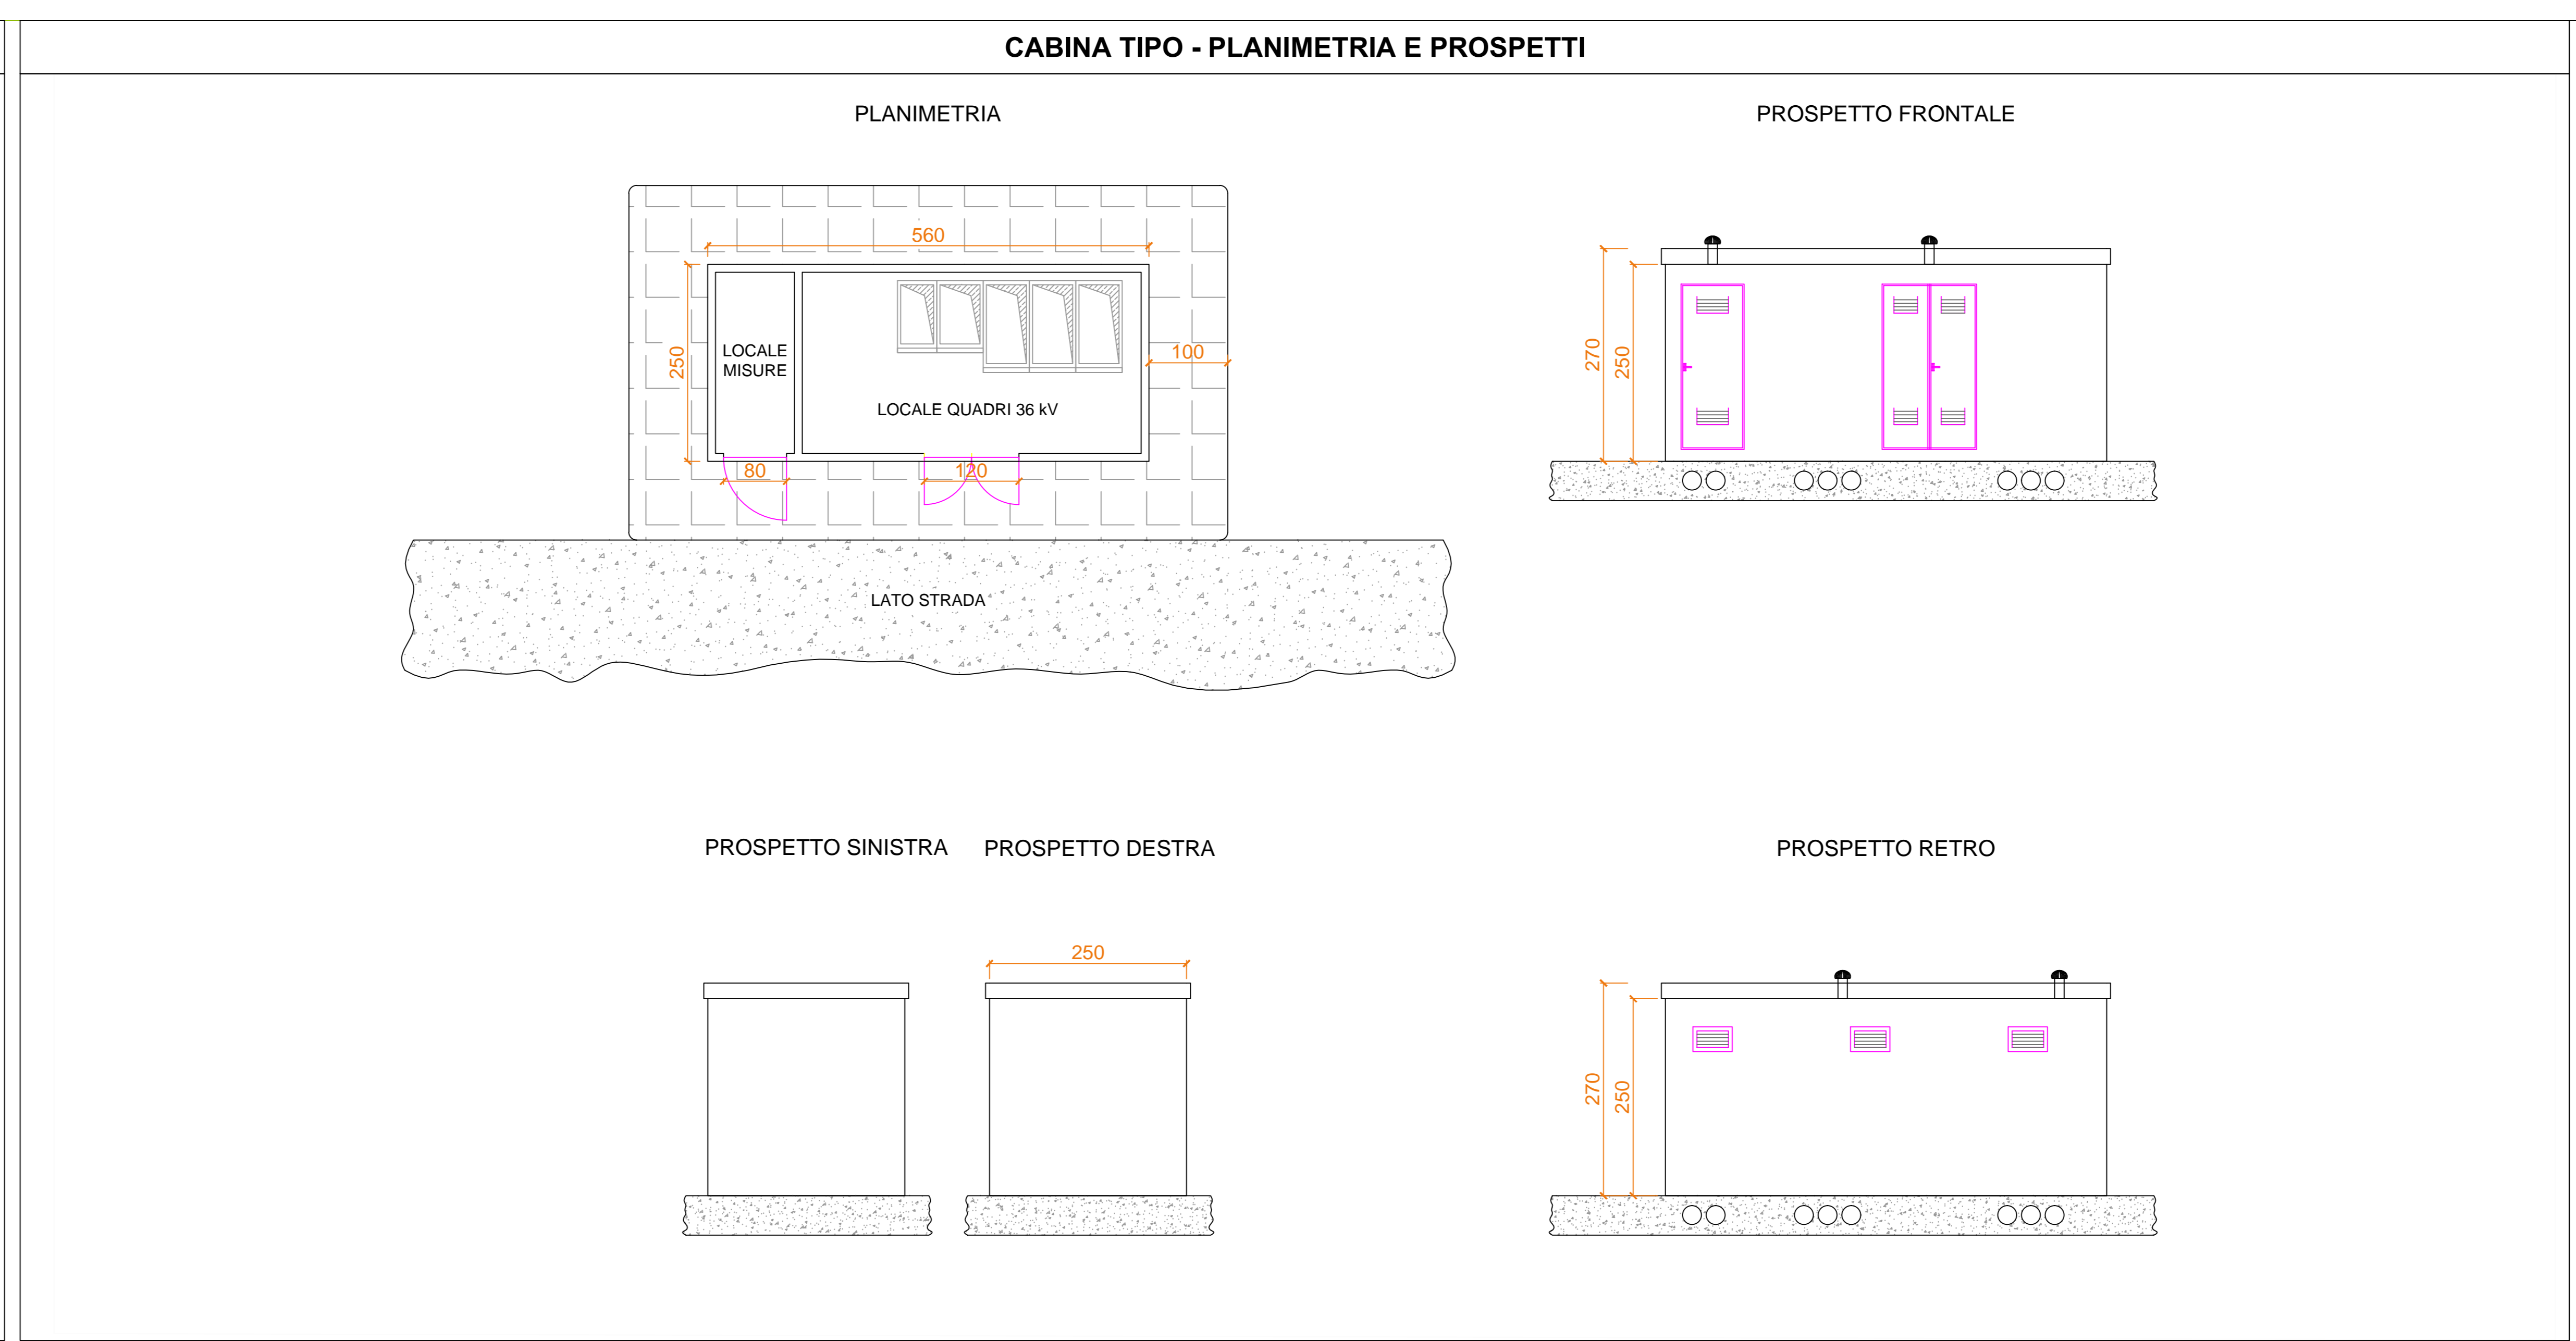 CABINA TIPO - PLANIMETRIA E PROSPETTI
PLANIMETRIA
560
250
LOCALE
MISURE
100
LOCALE QUADRI 36 kV
80
120
LATO STRADA
PROSPETTO FRONTALE
270
250
PROSPETTO SINISTRA
PROSPETTO DESTRA
250
PROSPETTO RETRO
270
250